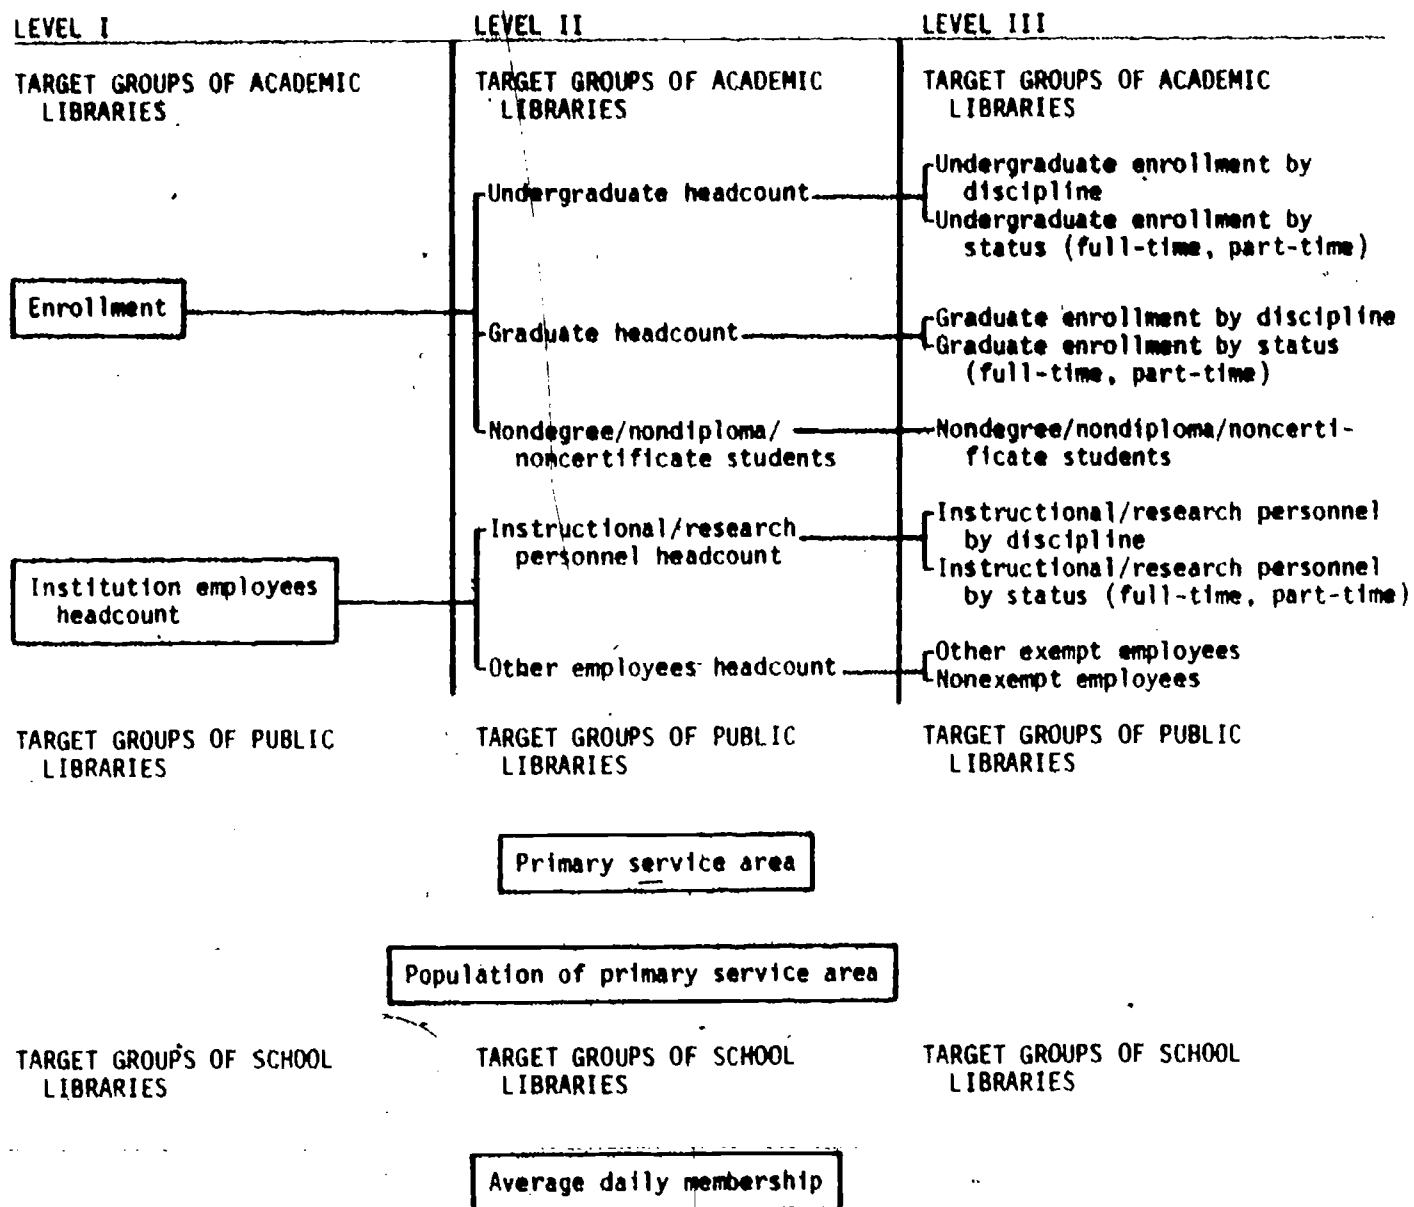 LEVEL I
LEVEL II
LEVEL III
TARGET GROUPS OF ACADEMIC
LIBRARIES
TARGET GROUPS OF ACADEMIC
LIBRARIES
TARGET GROUPS OF ACADEMIC
LIBRARIES
Enrollment
Undergraduate headcount
Undergraduate enrollment by
discipline
Undergraduate enrollment by
status (full-time, part-time)
Graduate headcount
Graduate enrollment by discipline
Graduate enrollment by status
(full-time, part-time)
Nondegree/nondiploma/
noncertificate students
Nondegree/nondiploma/noncerti-
ficate students
Institution employees
headcount
Instructional/research
personnel headcount
Instructional/research personnel
by discipline
Instructional/research personnel
by status (full-time, part-time)
Other employees headcount
Other exempt employees
Nonexempt employees
TARGET GROUPS OF PUBLIC
LIBRARIES
TARGET GROUPS OF PUBLIC
LIBRARIES
TARGET GROUPS OF PUBLIC
LIBRARIES
Primary service area
Population of primary service area
TARGET GROUPS OF SCHOOL
LIBRARIES
TARGET GROUPS OF SCHOOL
LIBRARIES
TARGET GROUPS OF SCHOOL
LIBRARIES
Average daily membership